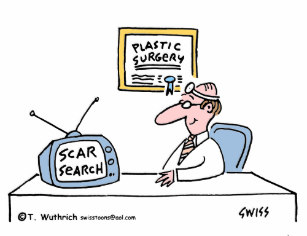 PLASTIC
SURGERY
SCAR
SEARCH
SWISS
© T. Wuthrich swisstoons@aol.com